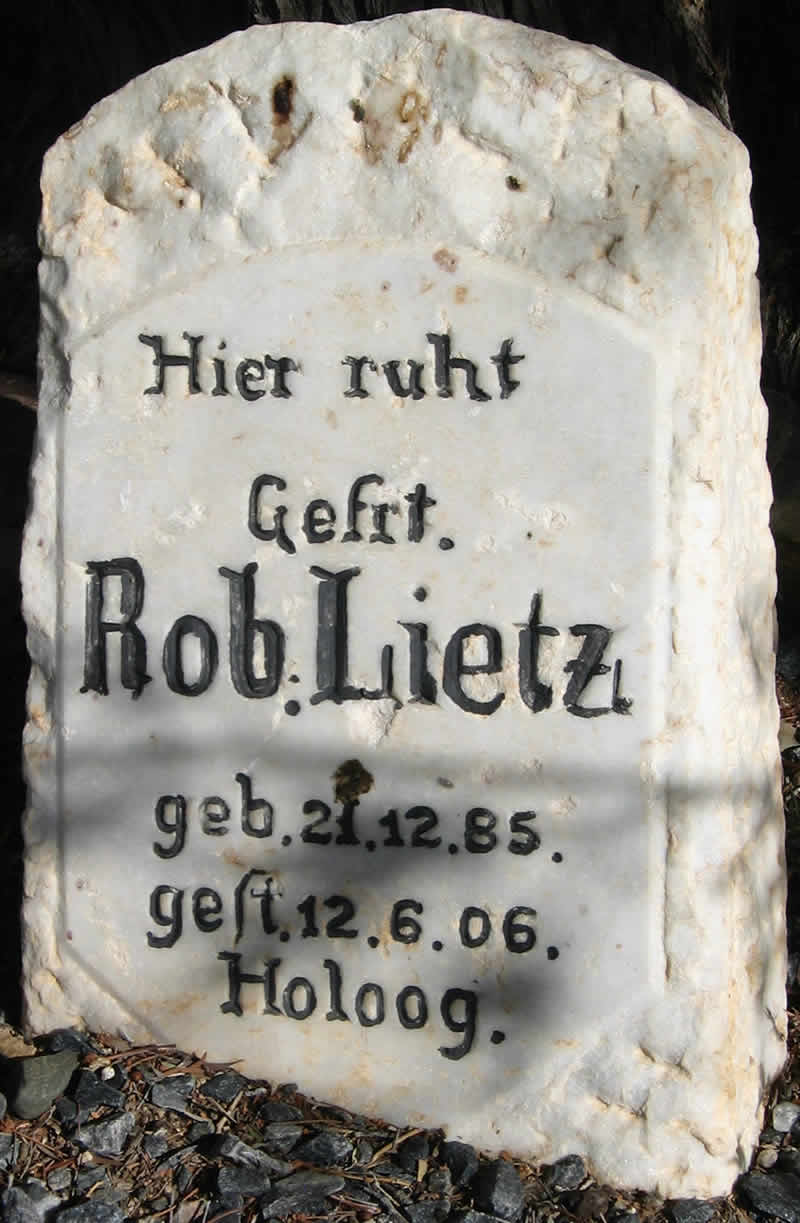 Hier ruht
Gefrt.
Rob. Lietz
geb. 21.12.85.
geſt. 12.6.06.
Holoog.